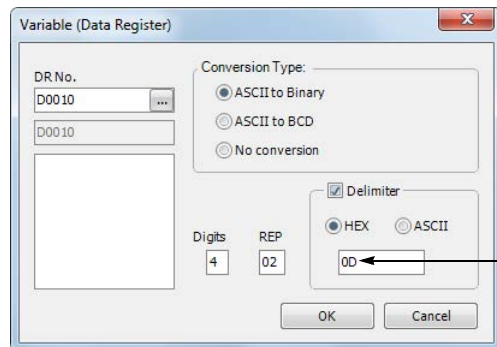 Variable (Data Register)
DR No.
D0010
...
D0010
Conversion Type:
ASCII to Binary
ASCII to BCD
No conversion
Digits
4
REP
02
Delimiter
HEX
ASCII
0D
OK
Cancel